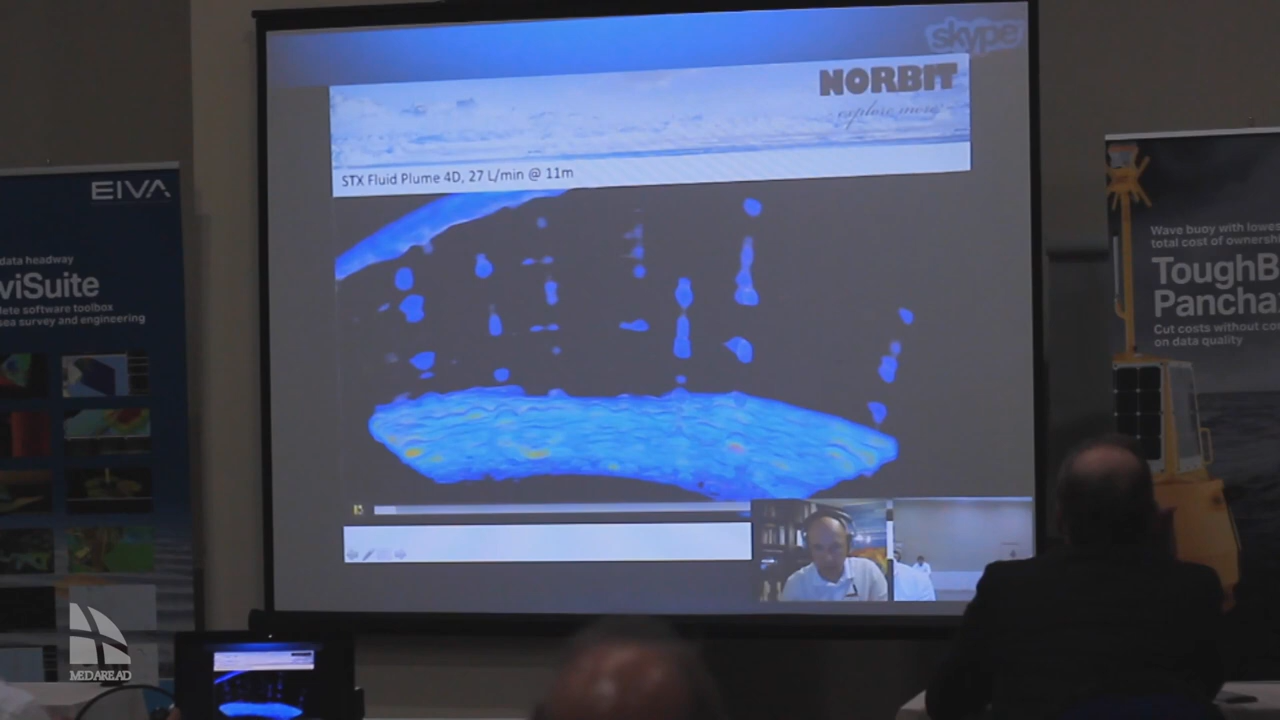 skype
NORBIT
explore more
STX Fluid Plume 4D, 27 L/min @ 11m
EIVA
data headway
viSuite
lete software toolbox
sea survey and engineering
Wave buoy with lowes
total cost of ownersh
ToughB
Pancha
Cut costs without co
on data quality
MEDAREAD